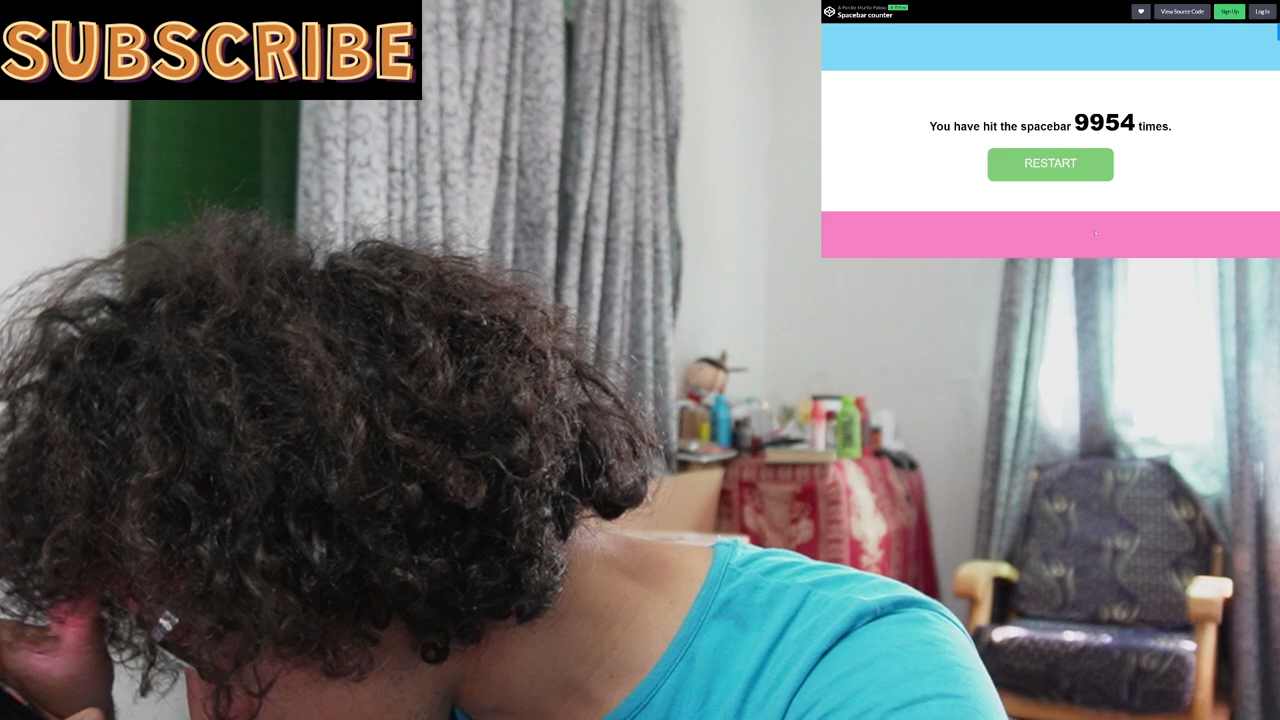 SUBSCRIBE
Spacebar counter
View Source Code
Sign Up
Log In
You have hit the spacebar 9954 times.
RESTART